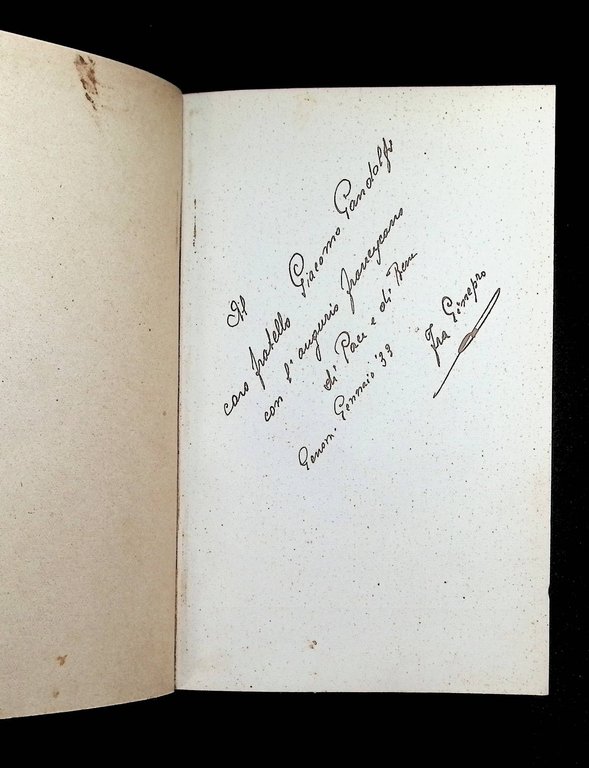 Al
caro fratello Giacomo Gandolfo
con l'augurio francescano
di Pace e di Bene
Genova. Gennaio '33
Fra Ginepro